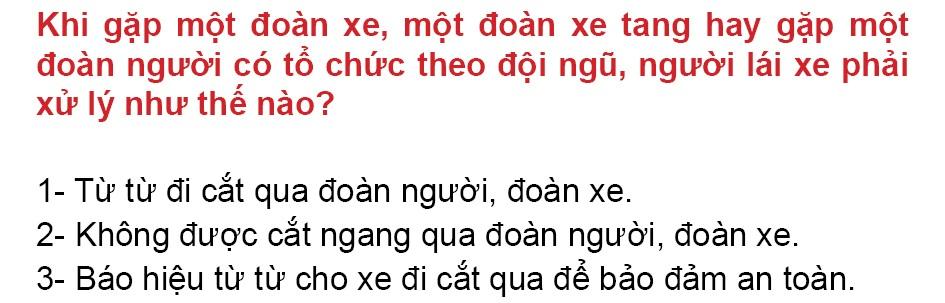 Khi gặp một đoàn xe, một đoàn xe tang hay gặp một
đoàn người có tổ chức theo đội ngũ, người lái xe phải
xử lý như thế nào?
1- Từ từ đi cắt qua đoàn người, đoàn xe.
2- Không được cắt ngang qua đoàn người, đoàn xe.
3- Báo hiệu từ từ cho xe đi cắt qua để bảo đảm an toàn.